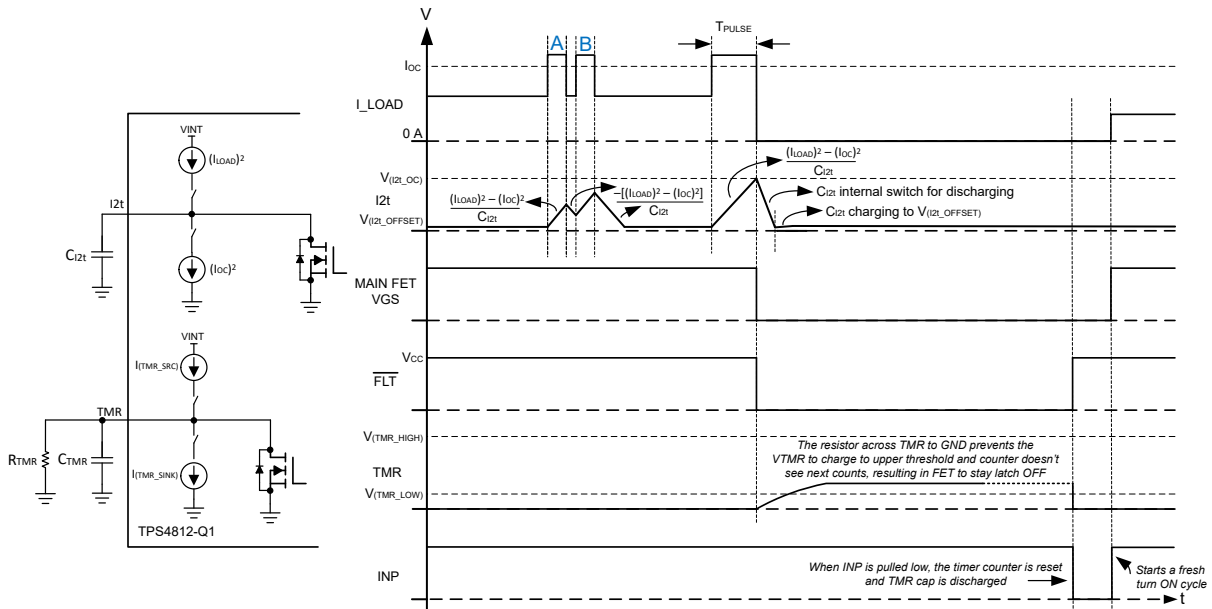 VINT
(ILOAD)²
I2t
CI2t
(IOC)²
VINT
I(TMR_SRC)
TMR
RTMR
CTMR
I(TMR_SINK)
TPS4812-Q1
V
A
B
TPULSE
IOC
I_LOAD
0 A
V(I2t_OC)
I2t
V(I2t_OFFSET)
(ILOAD)² – (IOC)²
CI2t
–[(ILOAD)² – (IOC)²]
CI2t
(ILOAD)² – (IOC)²
CI2t
CI2t internal switch for discharging
CI2t charging to V(I2t_OFFSET)
MAIN FET
VGS
VCC
FLT
V(TMR_HIGH)
TMR
V(TMR_LOW)
The resistor across TMR to GND prevents the
VTMR to charge to upper threshold and counter doesn't
see next counts, resulting in FET to stay latch OFF
INP
When INP is pulled low, the timer counter is reset
and TMR cap is discharged
Starts a fresh
turn ON cycle
t